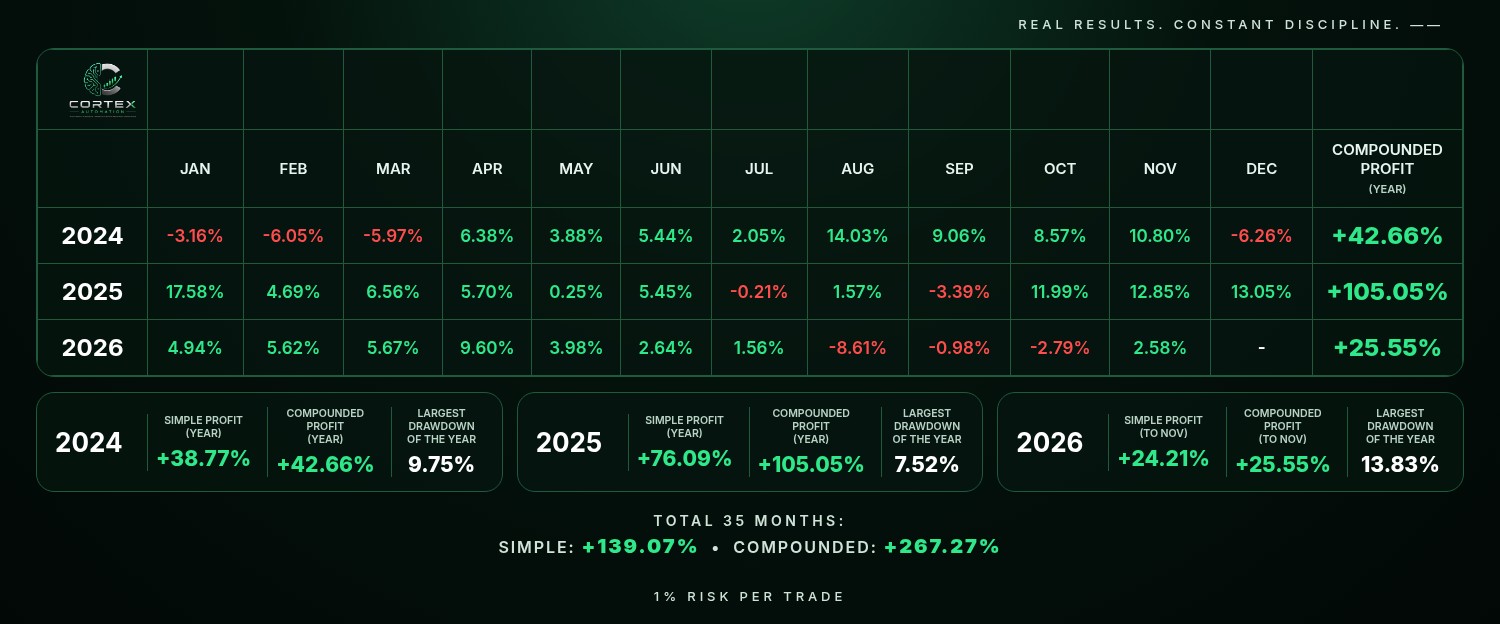 REAL RESULTS. CONSTANT DISCIPLINE. ——
CORTEX
AUTOMATION
JAN FEB MAR APR MAY JUN JUL AUG SEP OCT NOV DEC COMPOUNDED PROFIT (YEAR)
2024 -3.16% -6.05% -5.97% 6.38% 3.88% 5.44% 2.05% 14.03% 9.06% 8.57% 10.80% -6.26% +42.66%
2025 17.58% 4.69% 6.56% 5.70% 0.25% 5.45% -0.21% 1.57% -3.39% 11.99% 12.85% 13.05% +105.05%
2026 4.94% 5.62% 5.67% 9.60% 3.98% 2.64% 1.56% -8.61% -0.98% -2.79% 2.58% - +25.55%
2024
SIMPLE PROFIT
(YEAR)
+38.77%
COMPOUNDED
PROFIT
(YEAR)
+42.66%
LARGEST
DRAWDOWN
OF THE YEAR
9.75%
2025
SIMPLE PROFIT
(YEAR)
+76.09%
COMPOUNDED
PROFIT
(YEAR)
+105.05%
LARGEST
DRAWDOWN
OF THE YEAR
7.52%
2026
SIMPLE PROFIT
(TO NOV)
+24.21%
COMPOUNDED
PROFIT
(TO NOV)
+25.55%
LARGEST
DRAWDOWN
OF THE YEAR
13.83%
TOTAL 35 MONTHS:
SIMPLE: +139.07% • COMPOUNDED: +267.27%
1% RISK PER TRADE